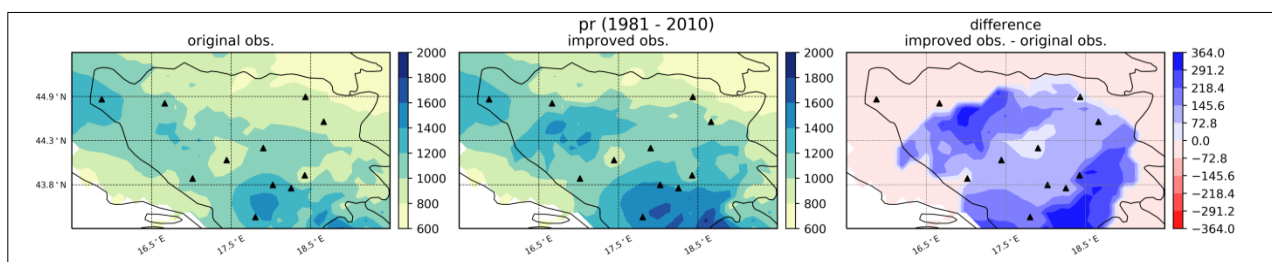 pr (1981 - 2010)
original obs.
improved obs.
difference
improved obs. - original obs.
44.9°N
44.3°N
43.8°N
16.5°E
17.5°E
18.5°E
2000
1800
1600
1400
1200
1000
800
600
16.5°E
17.5°E
18.5°E
2000
1800
1600
1400
1200
1000
800
600
16.5°E
17.5°E
18.5°E
364.0
291.2
218.4
145.6
72.8
0.0
−72.8
−145.6
−218.4
−291.2
−364.0